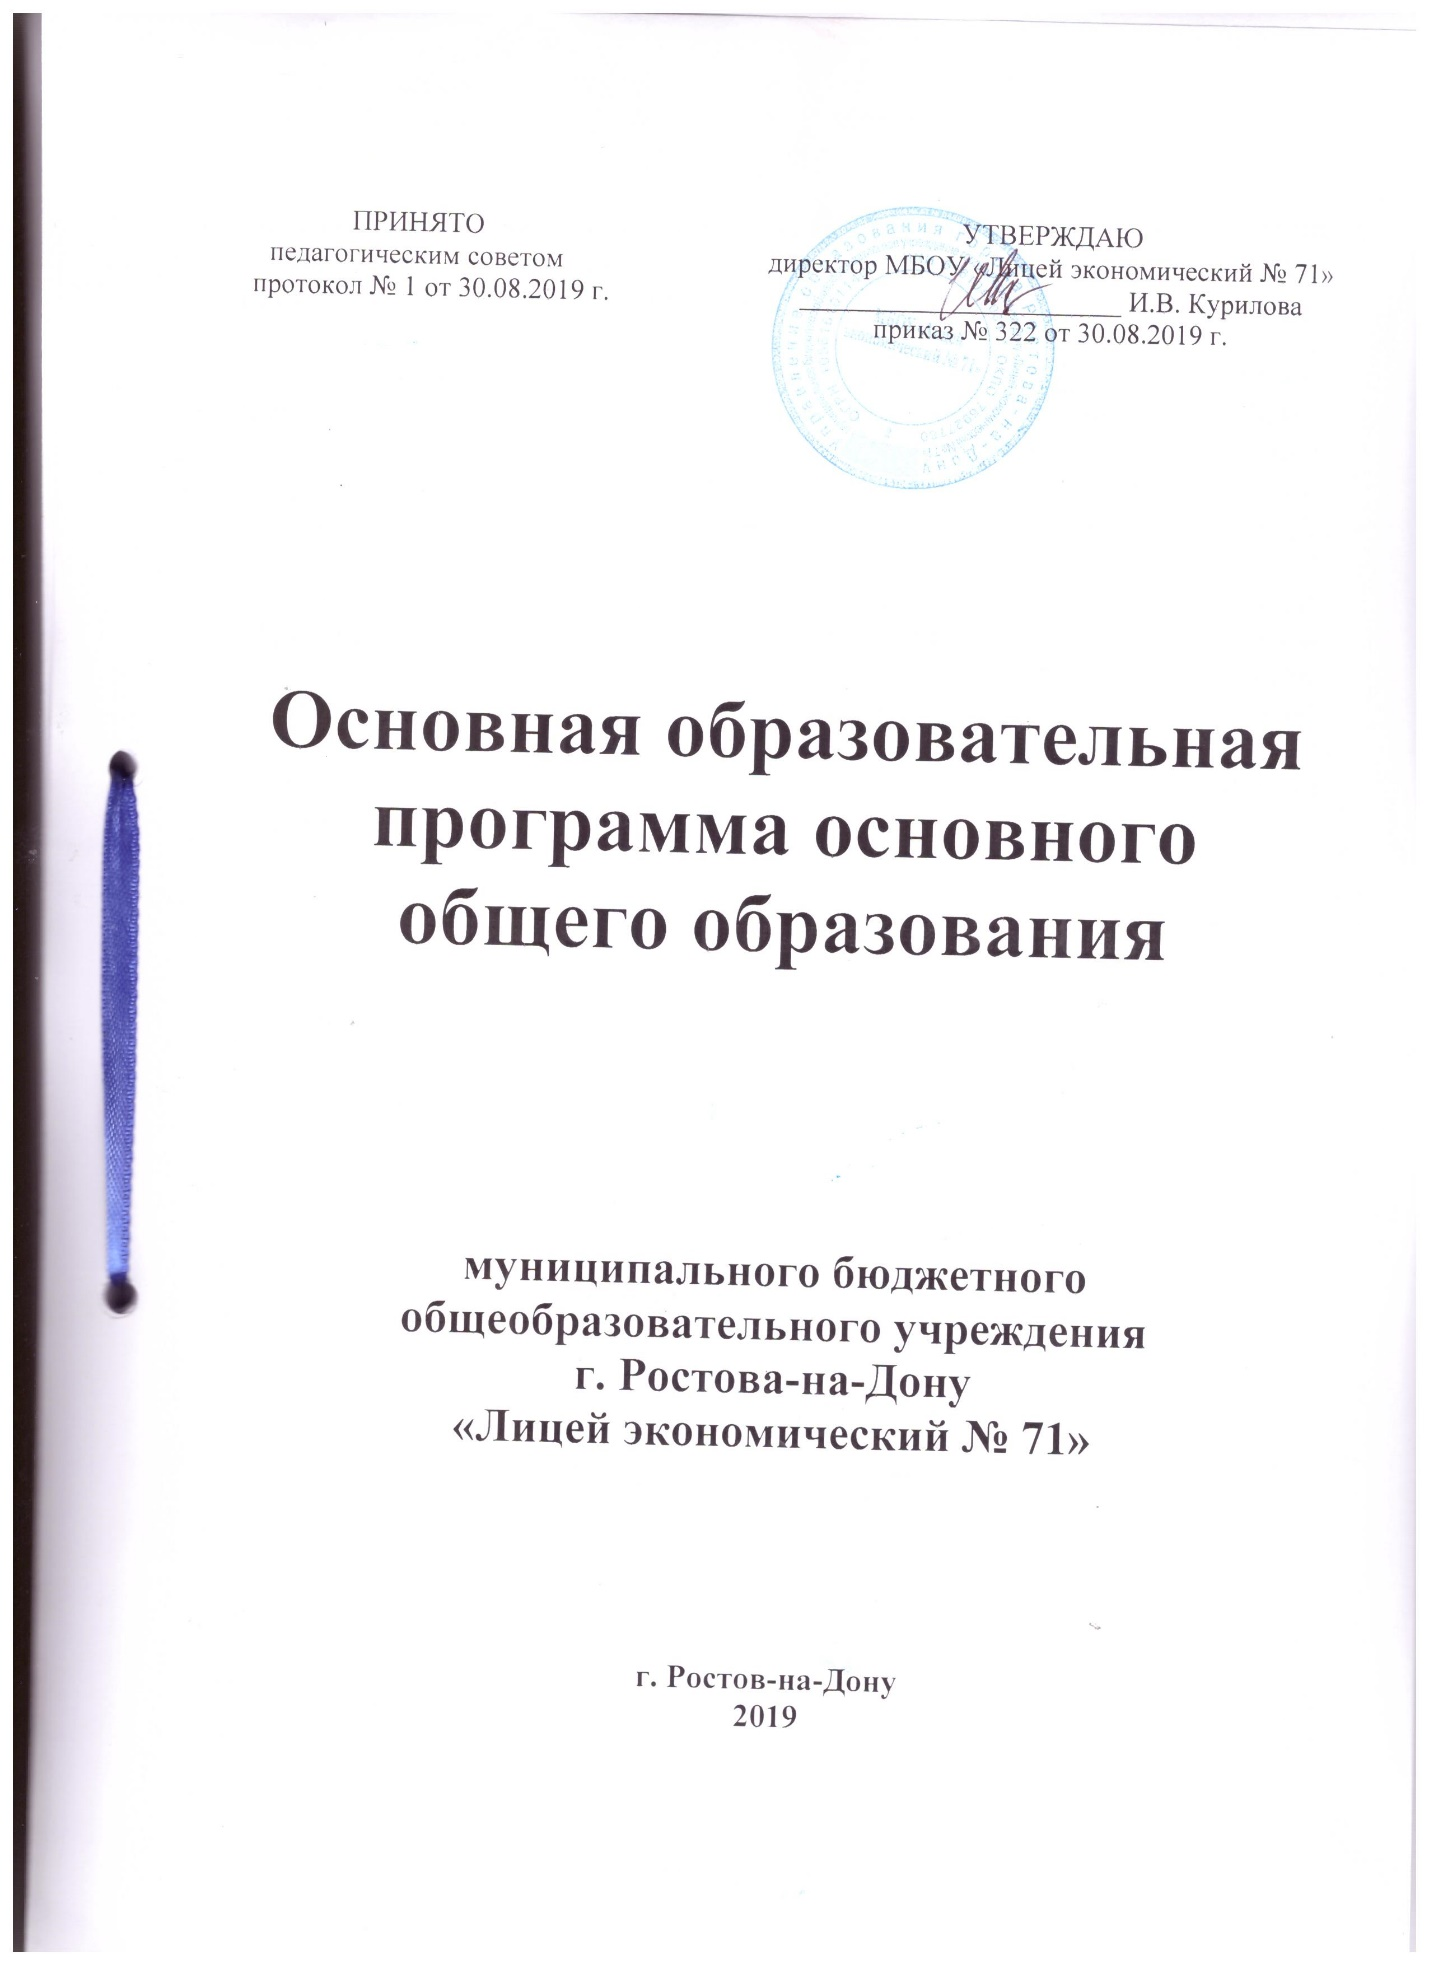 ПРИНЯТО
педагогическим советом
протокол № 1 от 30.08.2019 г.
УТВЕРЖДАЮ
директор МБОУ «Лицей экономический № 71»
И.В. Курилова
приказ № 322 от 30.08.2019 г.
Основная образовательная
программа основного
общего образования
муниципального бюджетного
общеобразовательного учреждения
г. Ростова-на-Дону
«Лицей экономический № 71»
г. Ростов-на-Дону
2019